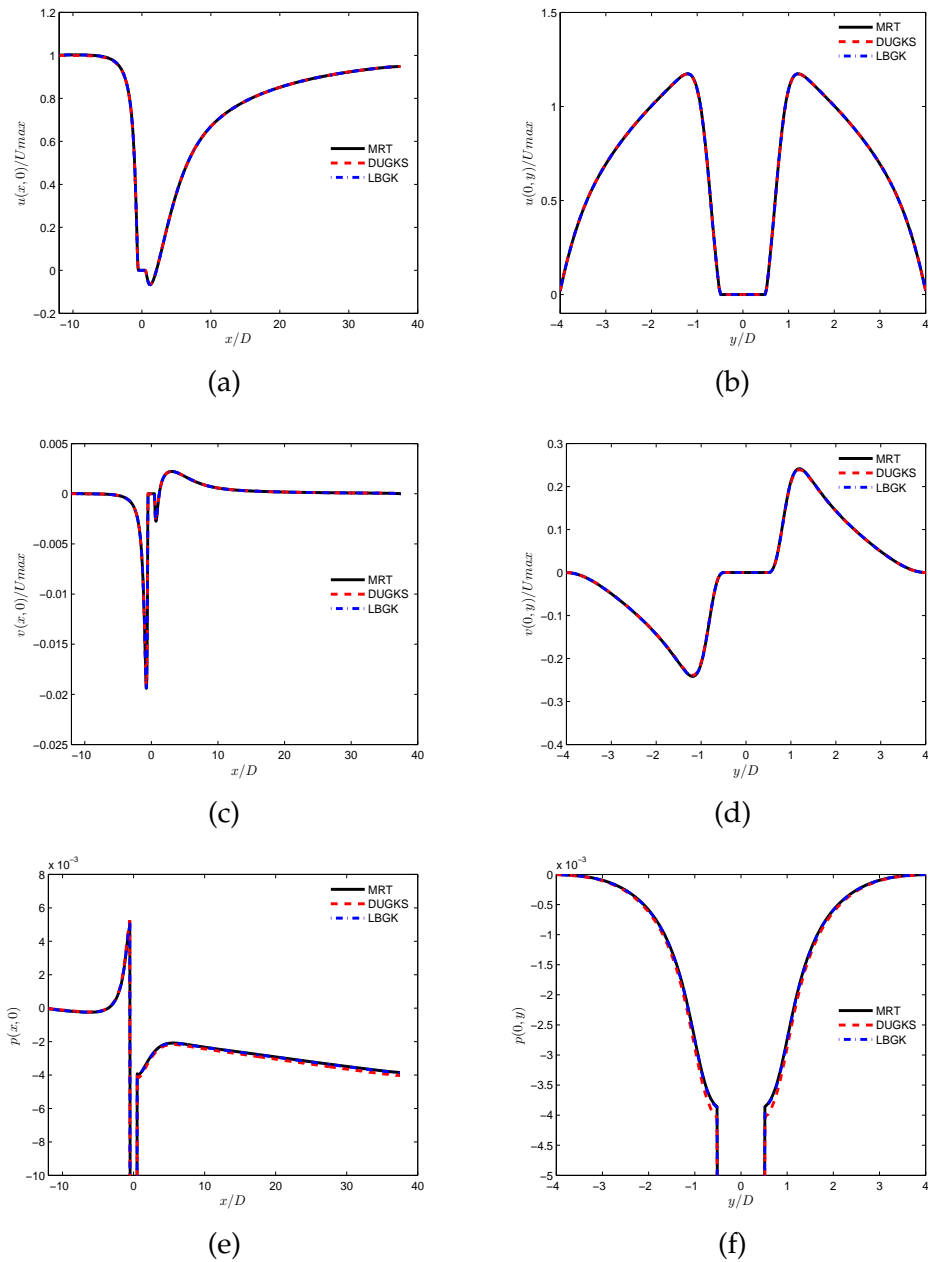 1.2
1
0.8
0.6
0.4
0.2
0
−0.2
u(x, 0)/Umax
MRT
DUGKS
LBGK
−10 0 10 20 30 40
x/D
(a)
1.5
1
0.5
0
u(0, y)/Umax
MRT
DUGKS
LBGK
−4 −3 −2 −1 0 1 2 3 4
y/D
(b)
0.005
0
−0.005
−0.01
−0.015
−0.02
−0.025
v(x, 0)/Umax
MRT
DUGKS
LBGK
−10 0 10 20 30 40
x/D
(c)
0.3
0.2
0.1
0
−0.1
−0.2
−0.3
−0.4
v(0, y)/Umax
MRT
DUGKS
LBGK
−4 −3 −2 −1 0 1 2 3 4
y/D
(d)
x 10⁻³
8
6
4
2
0
−2
−4
−6
−8
−10
p(x, 0)
MRT
DUGKS
LBGK
−10 0 10 20 30 40
x/D
(e)
x 10⁻³
0
−0.5
−1
−1.5
−2
−2.5
−3
−3.5
−4
−4.5
−5
p(0, y)
MRT
DUGKS
LBGK
−4 −3 −2 −1 0 1 2 3 4
y/D
(f)